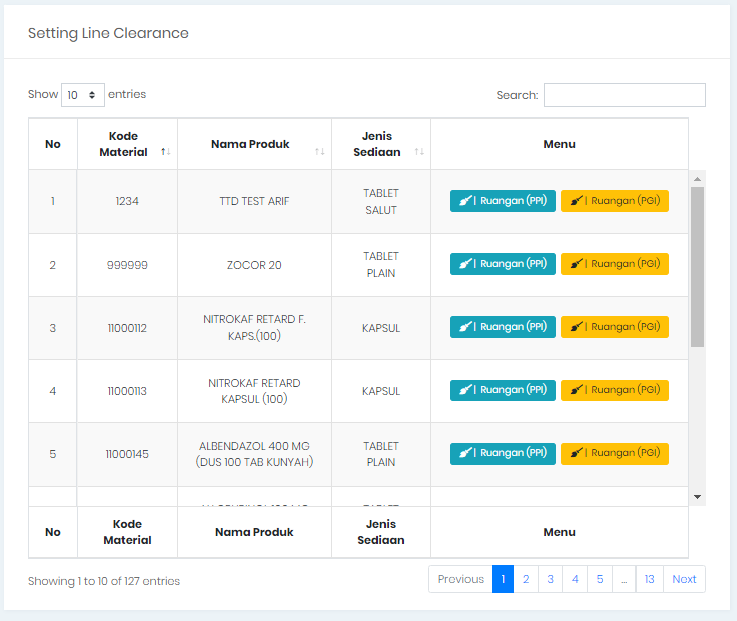 Setting Line Clearance
Show 10 entries
Search:
No Kode Material Nama Produk Jenis Sediaan Menu
1 1234 TTD TEST ARIF TABLET SALUT | Ruangan (PPI) | Ruangan (PGI)
2 999999 ZOCOR 20 TABLET PLAIN | Ruangan (PPI) | Ruangan (PGI)
3 11000112 NITROKAF RETARD F. KAPS.(100) KAPSUL | Ruangan (PPI) | Ruangan (PGI)
4 11000113 NITROKAF RETARD KAPSUL (100) KAPSUL | Ruangan (PPI) | Ruangan (PGI)
5 11000145 ALBENDAZOL 400 MG (DUS 100 TAB KUNYAH) TABLET PLAIN | Ruangan (PPI) | Ruangan (PGI)
No Kode Material Nama Produk Jenis Sediaan Menu
Showing 1 to 10 of 127 entries
Previous 1 2 3 4 5 ... 13 Next